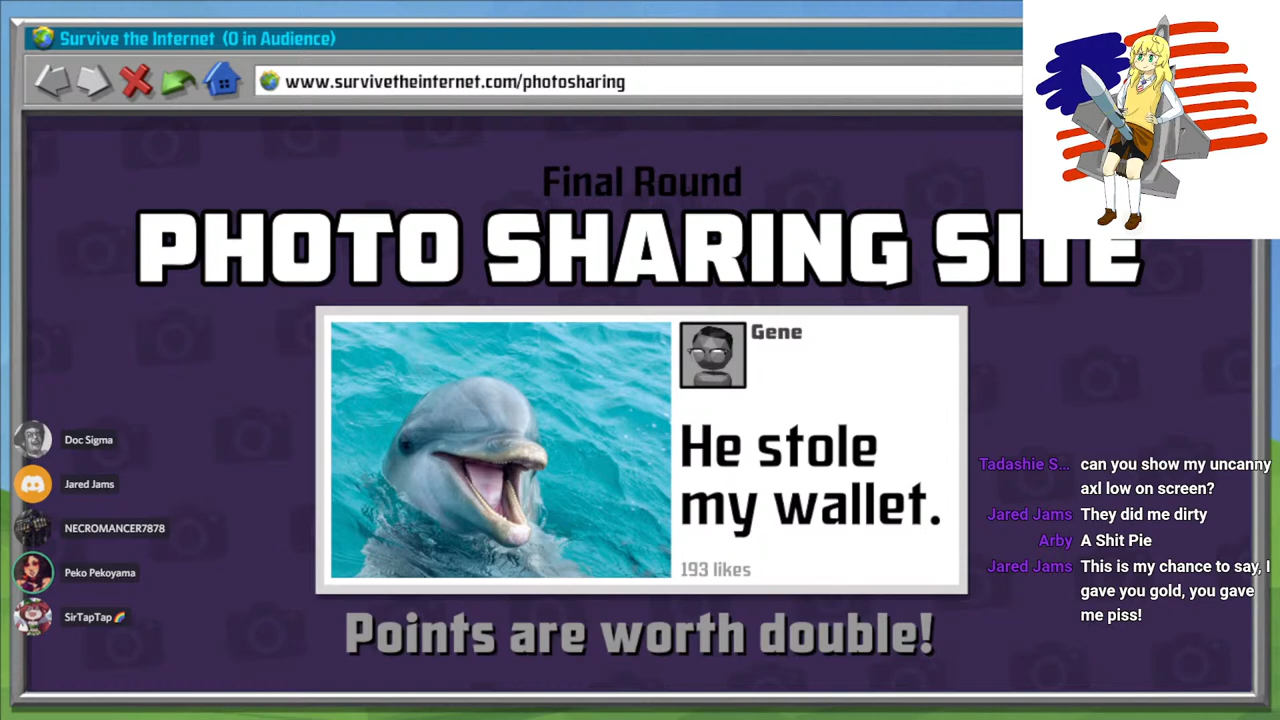 Survive the Internet (0 in Audience)
www.survivetheinternet.com/photosharing
Final Round
PHOTO SHARING SITE
Gene
He stole
my wallet.
193 likes
Points are worth double!
Doc Sigma
Jared Jams
NECROMANCER7878
Peko Pekoyama
SirTapTap
Tadashie S... can you show my uncanny
axl low on screen?
Jared Jams They did me dirty
Arby A Shit Pie
Jared Jams This is my chance to say, I
gave you gold, you gave
me piss!